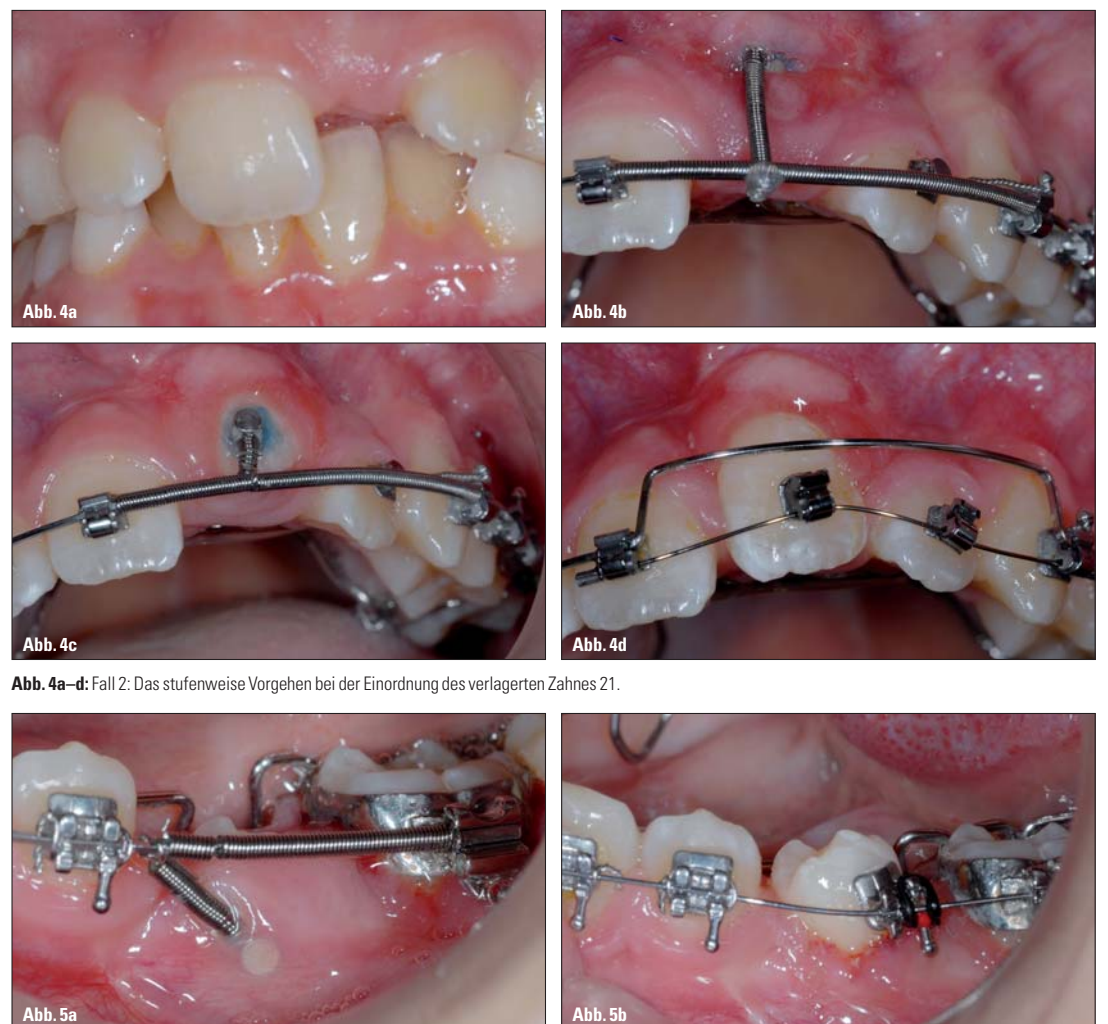 Abb. 4a
Abb. 4b
Abb. 4c
Abb. 4d
Abb. 4a–d: Fall 2: Das stufenweise Vorgehen bei der Einordnung des verlagerten Zahnes 21.
Abb. 5a
Abb. 5b